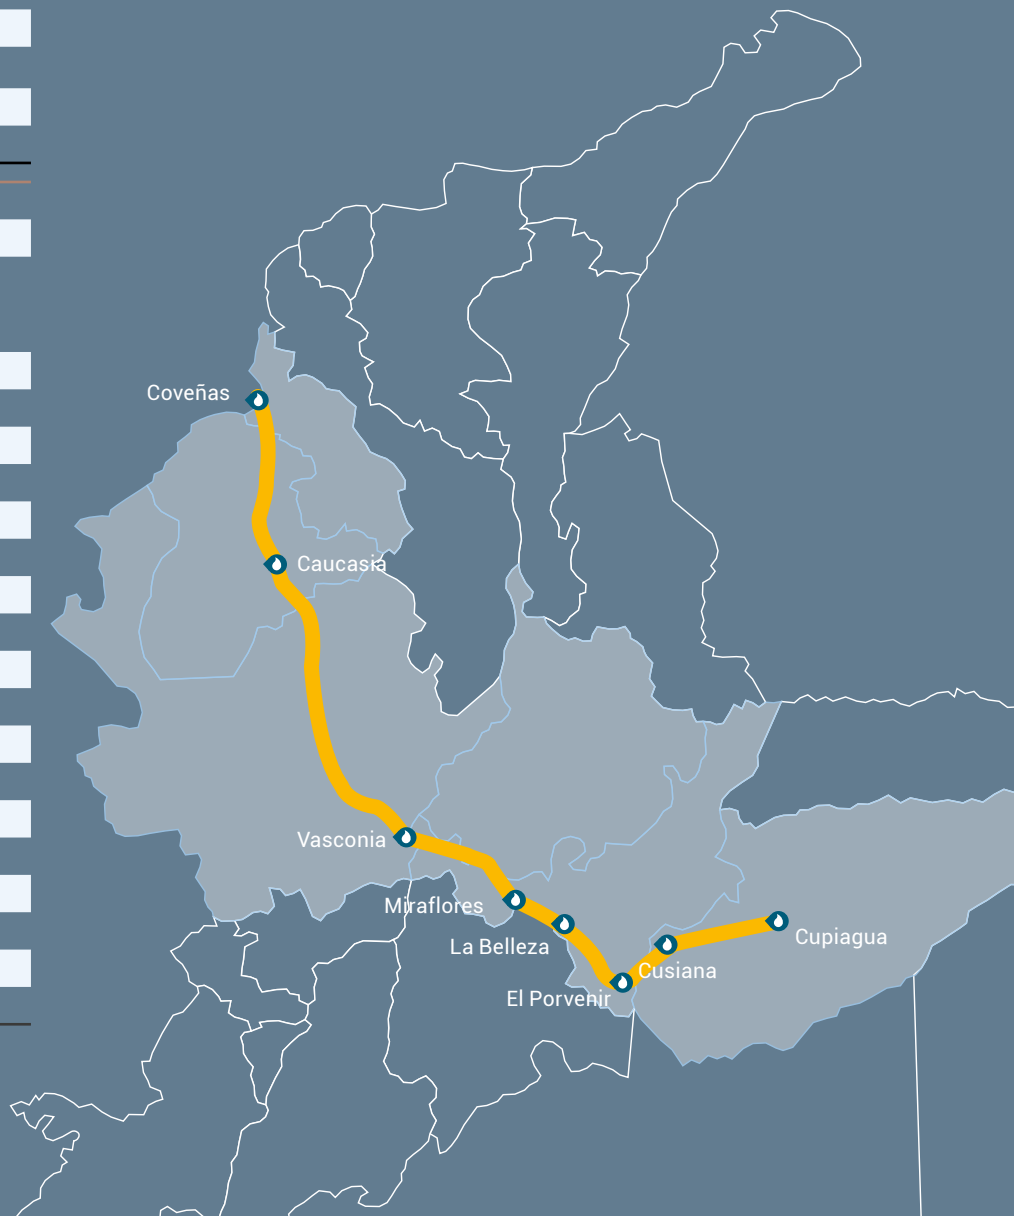 Coveñas
Caucasia
Vasconia
Miraflores
La Belleza
Cupiagua
Cusiana
El Porvenir